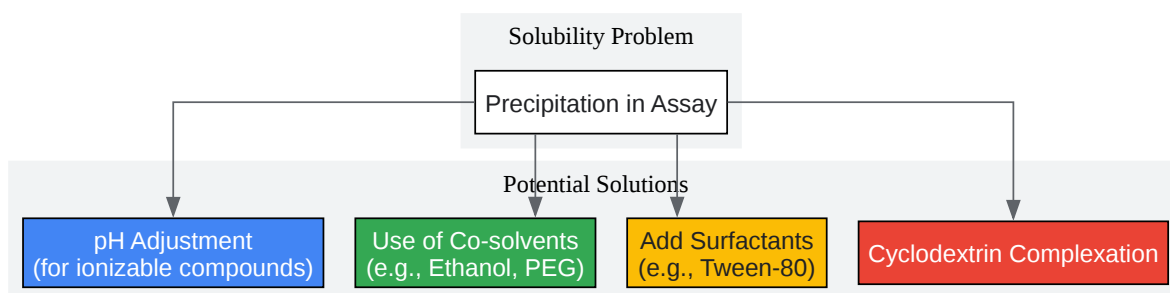 Solubility Problem
Precipitation in Assay
Potential Solutions
pH Adjustment
(for ionizable compounds)
Use of Co-solvents
(e.g., Ethanol, PEG)
Add Surfactants
(e.g., Tween-80)
Cyclodextrin Complexation